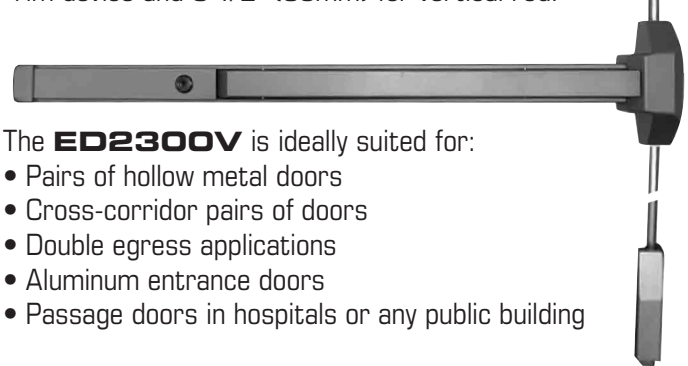 The ED2300V is ideally suited for:
• Pairs of hollow metal doors
• Cross-corridor pairs of doors
• Double egress applications
• Aluminum entrance doors
• Passage doors in hospitals or any public building